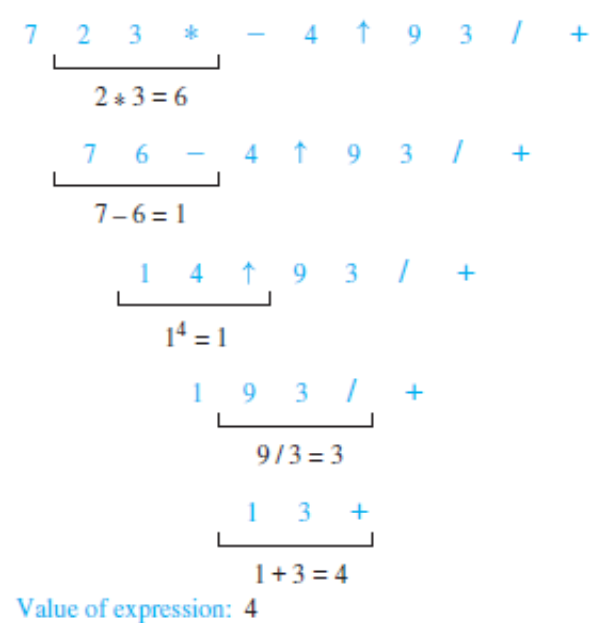 7 2 3 * − 4 ↑ 9 3 / +
2 * 3 = 6
7 6 − 4 ↑ 9 3 / +
7 − 6 = 1
1 4 ↑ 9 3 / +
1⁴ = 1
1 9 3 / +
9 / 3 = 3
1 3 +
1 + 3 = 4
Value of expression: 4